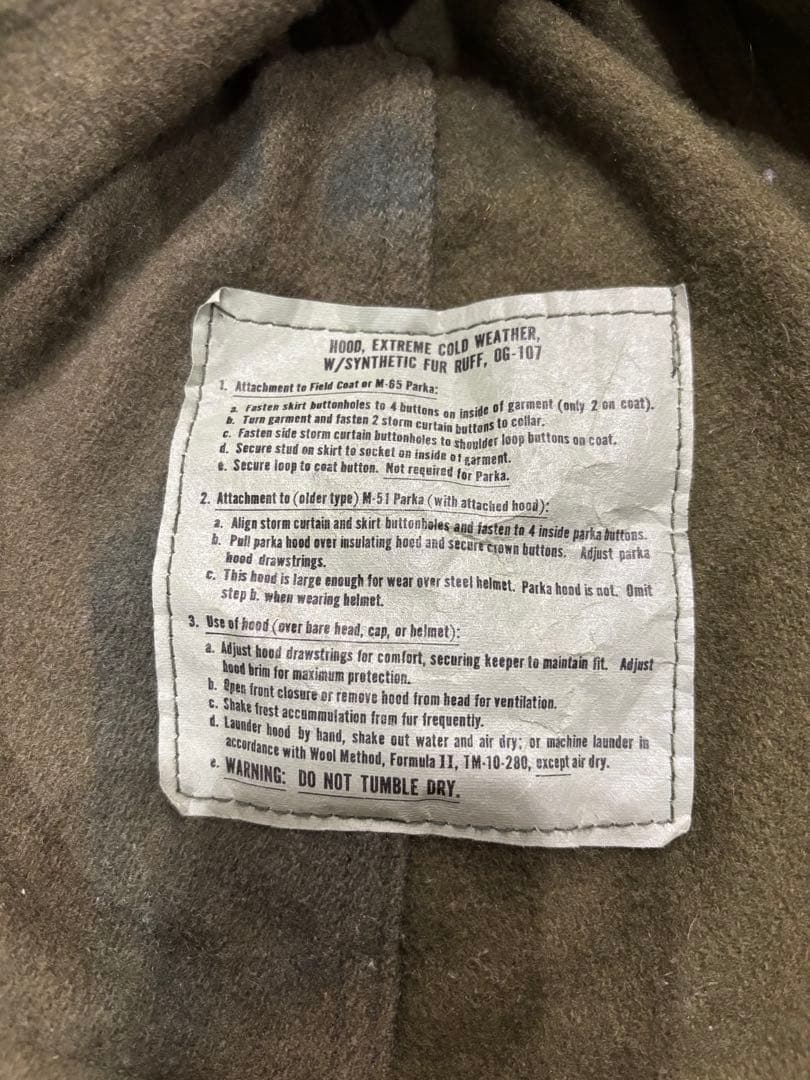 HOOD, EXTREME COLD WEATHER,
W/SYNTHETIC FUR RUFF, OG-107
1. Attachment to Field Coat or M-65 Parka:
a. Fasten skirt buttonholes to 4 buttons on inside of garment (only 2 on coat).
b. Turn garment and fasten 2 storm curtain buttons to collar.
c. Fasten side storm curtain buttonholes to shoulder loop buttons on coat.
d. Secure stud on skirt to socket on inside of garment.
e. Secure loop to coat button. Not required for Parka.
2. Attachment to (older type) M-51 Parka (with attached hood):
a. Align storm curtain and skirt buttonholes and fasten to 4 inside parka buttons.
b. Pull parka hood over insulating hood and secure crown buttons. Adjust parka
hood drawstrings.
c. This hood is large enough for wear over steel helmet. Parka hood is not. Omit
step b. when wearing helmet.
3. Use of hood (over bare head, cap, or helmet):
a. Adjust hood drawstrings for comfort, securing keeper to maintain fit. Adjust
hood brim for maximum protection.
b. Open front closure or remove hood from head for ventilation.
c. Shake frost accummulation from fur frequently.
d. Launder hood by hand, shake out water and air dry; or machine launder in
accordance with Wool Method, Formula II, TM-10-280, except air dry.
e. WARNING: DO NOT TUMBLE DRY.